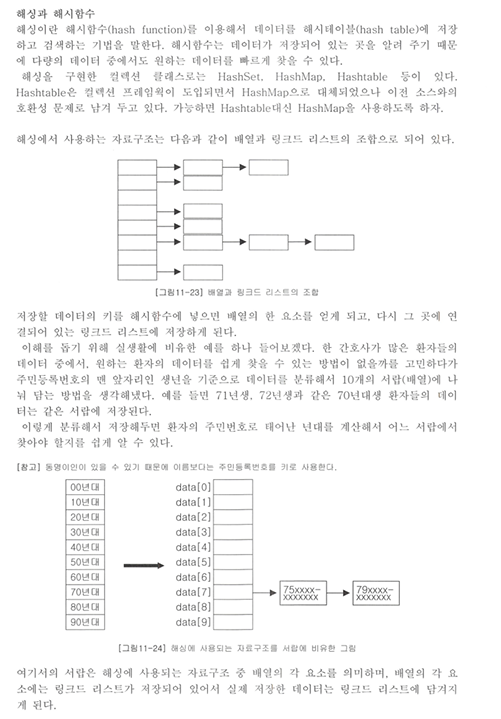 해싱과 해시함수
해싱이란 해시함수(hash function)를 이용해서 데이터를 해시테이블(hash table)에 저장
하고 검색하는 기법을 말한다. 해시함수는 데이터가 저장되어 있는 곳을 알려 주기 때문
에 다량의 데이터 중에서도 원하는 데이터를 빠르게 찾을 수 있다.
해싱을 구현한 컬렉션 클래스로는 HashSet, HashMap, Hashtable 등이 있다.
Hashtable은 컬렉션 프레임웍이 도입되면서 HashMap으로 대체되었으나 이전 소스와의
호환성 문제로 남겨 두고 있다. 가능하면 Hashtable대신 HashMap을 사용하도록 하자.
해싱에서 사용하는 자료구조는 다음과 같이 배열과 링크드 리스트의 조합으로 되어 있다.
[그림11-23] 배열과 링크드 리스트의 조합
저장할 데이터의 키를 해시함수에 넣으면 배열의 한 요소를 얻게 되고, 다시 그 곳에 연
결되어 있는 링크드 리스트에 저장하게 된다.
이해를 돕기 위해 실생활에 비유한 예를 하나 들어보겠다. 한 간호사가 많은 환자들의
데이터 중에서, 원하는 환자의 데이터를 쉽게 찾을 수 있는 방법이 없을까를 고민하다가
주민등록번호의 맨 앞자리인 생년을 기준으로 데이터를 분류해서 10개의 서랍(배열)에 나
눠 담는 방법을 생각해냈다. 예를 들면 71년생, 72년생과 같은 70년대생 환자들의 데이
터는 같은 서랍에 저장된다.
이렇게 분류해서 저장해두면 환자의 주민번호로 태어난 년대를 계산해서 어느 서랍에서
찾아야 할지를 쉽게 알 수 있다.
[참고] 동명이인이 있을 수 있기 때문에 이름보다는 주민등록번호를 키로 사용한다.
00년대 data[0]
10년대 data[1]
20년대 data[2]
30년대 data[3]
40년대 data[4]
50년대 data[5]
60년대 data[6]
70년대 data[7] 75xxxx-xxxxxxx 79xxxx-xxxxxxx
80년대 data[8]
90년대 data[9]
[그림11-24] 해싱에 사용되는 자료구조를 서랍에 비유한 그림
여기서의 서랍은 해싱에 사용되는 자료구조 중 배열의 각 요소를 의미하며, 배열의 각 요
소에는 링크드 리스트가 저장되어 있어서 실제 저장한 데이터는 링크드 리스트에 담겨지
게 된다.